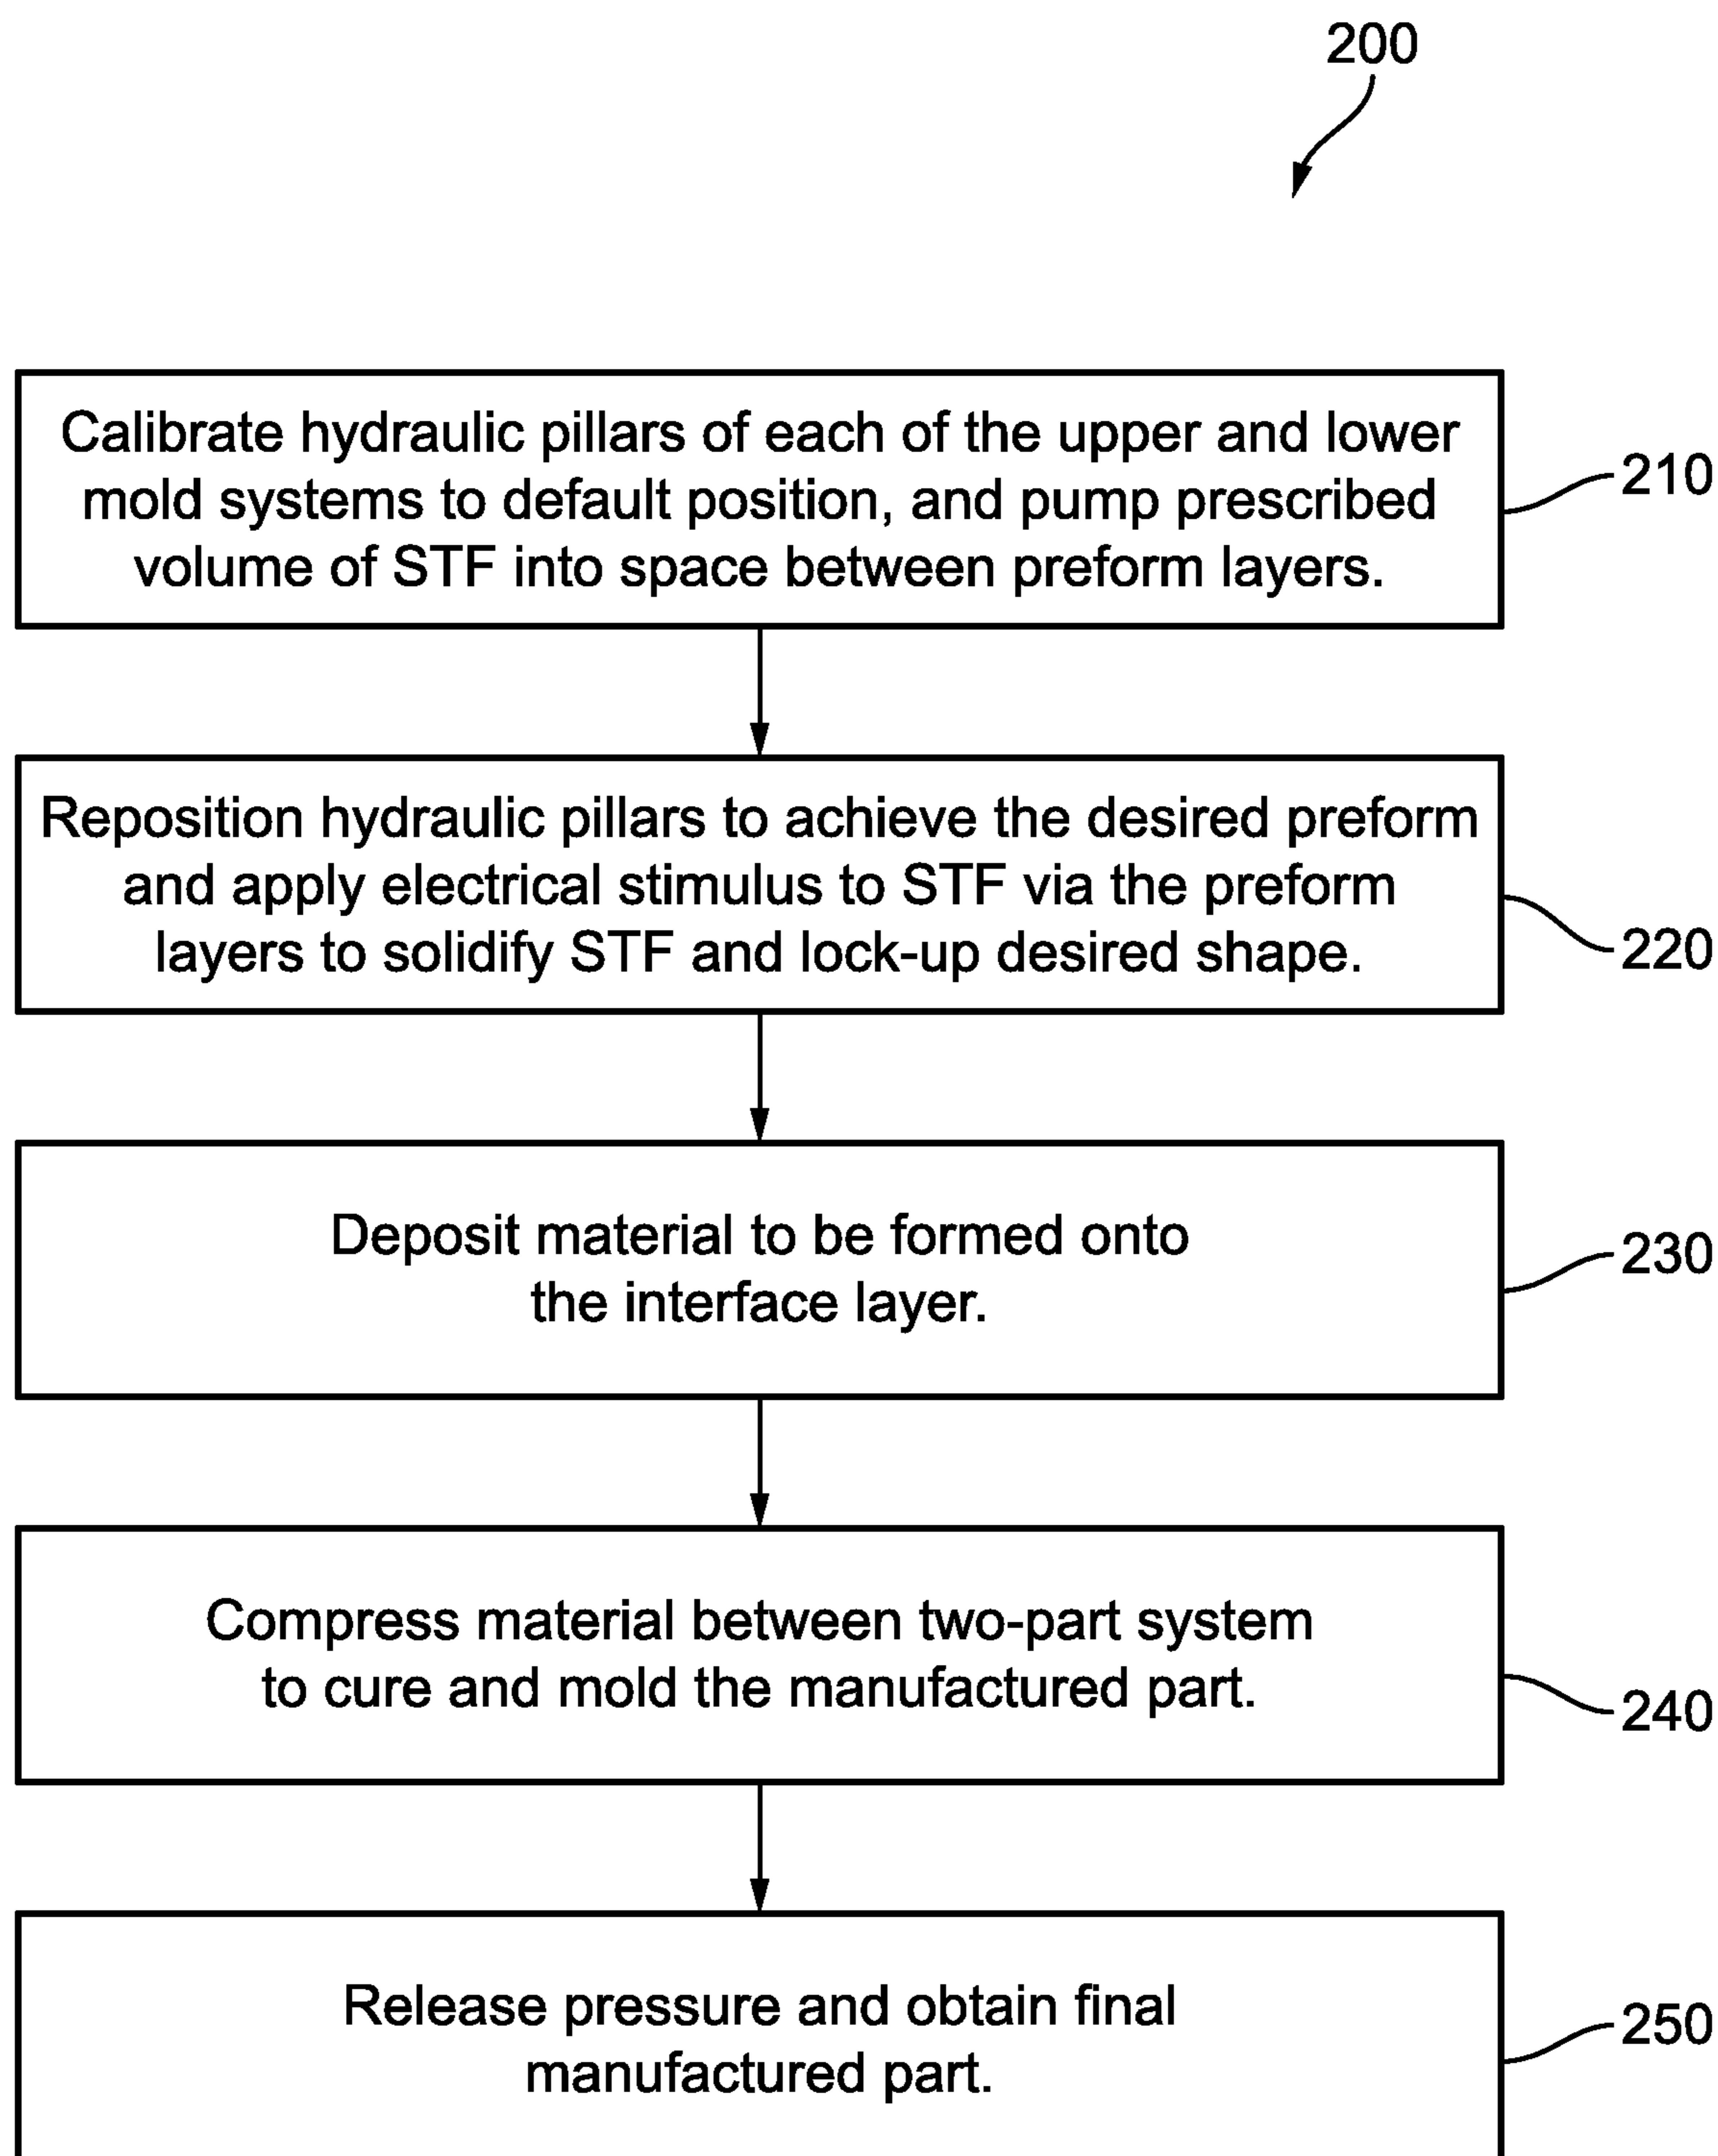 200
Calibrate hydraulic pillars of each of the upper and lower
mold systems to default position, and pump prescribed
volume of STF into space between preform layers.
210
Reposition hydraulic pillars to achieve the desired preform
and apply electrical stimulus to STF via the preform
layers to solidify STF and lock-up desired shape.
220
Deposit material to be formed onto
the interface layer.
230
Compress material between two-part system
to cure and mold the manufactured part.
240
Release pressure and obtain final
manufactured part.
250